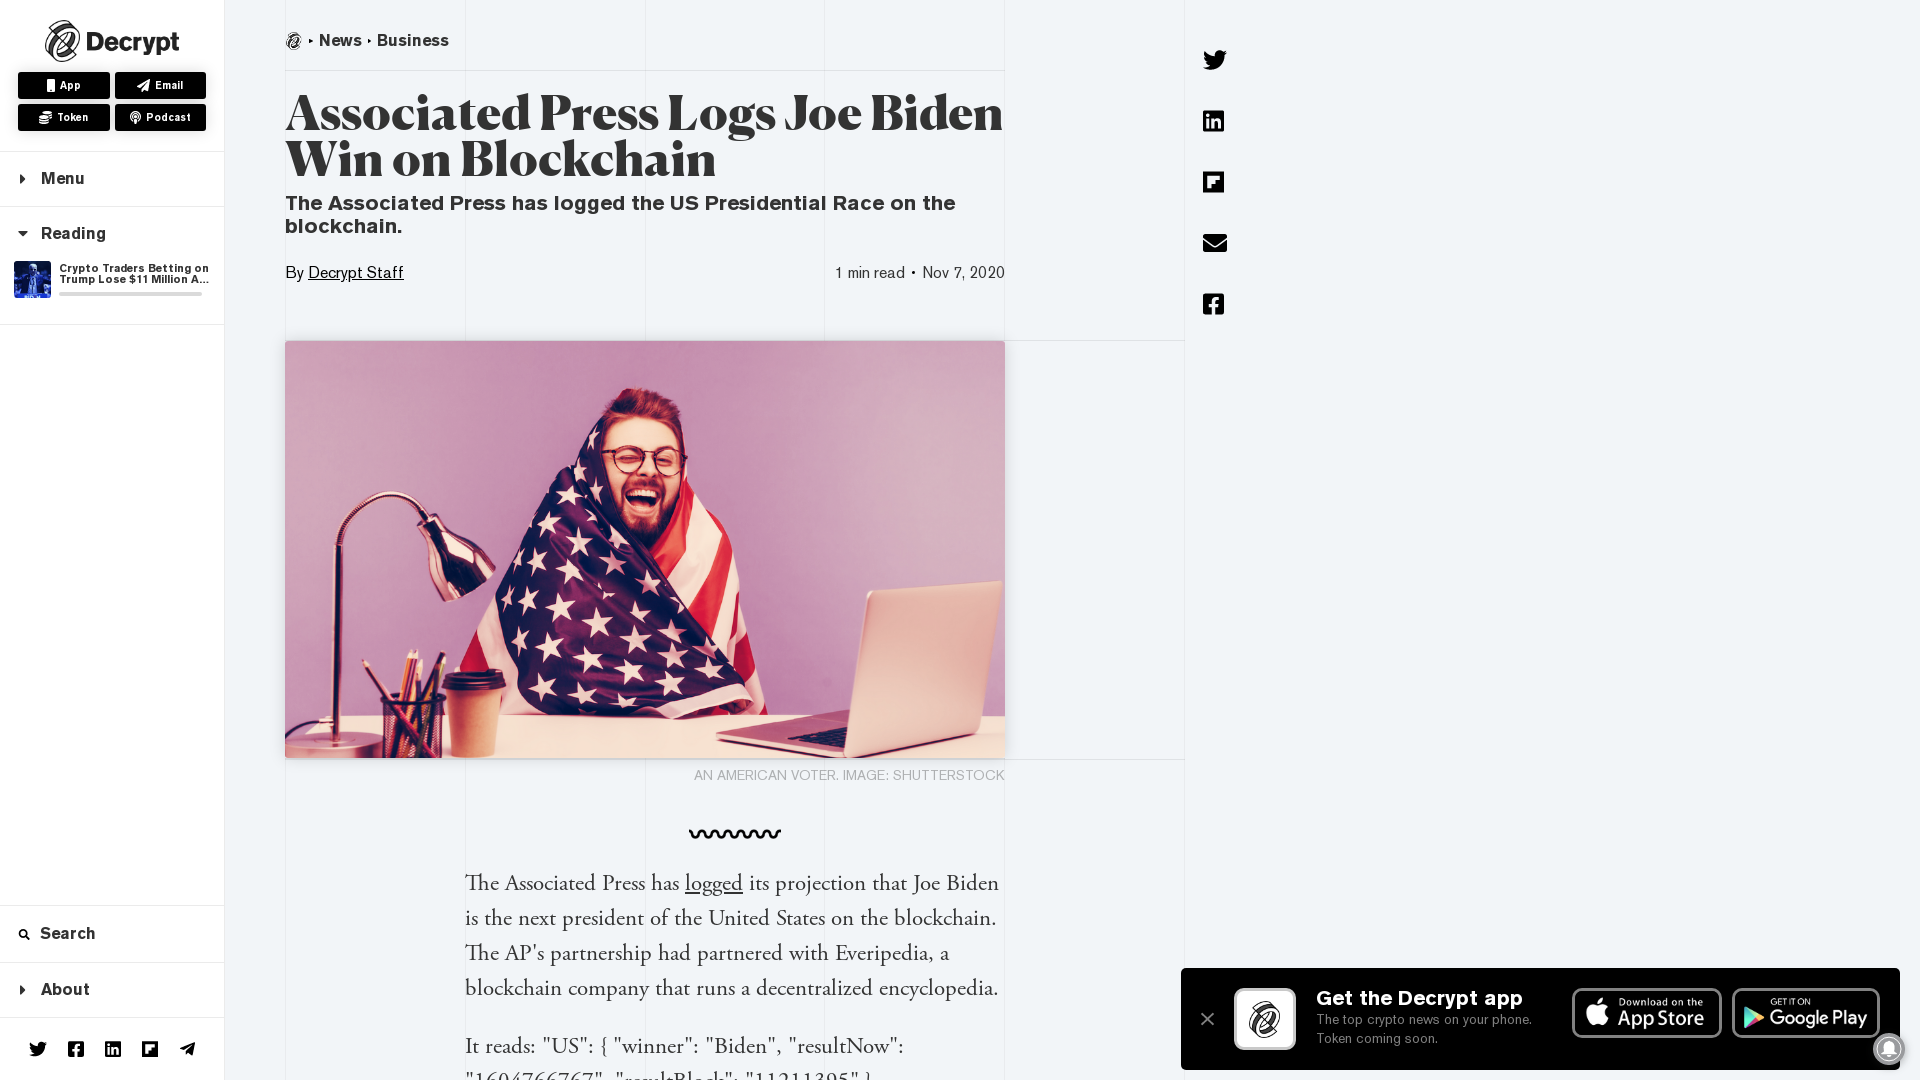 Decrypt
App
Email
Token
Podcast
Menu
Reading
Crypto Traders Betting on
Trump Lose $11 Million A...
Search
About
News
Business
Associated Press Logs Joe Biden
Win on Blockchain
The Associated Press has logged the US Presidential Race on the
blockchain.
By Decrypt Staff
1 min read • Nov 7, 2020
AN AMERICAN VOTER. IMAGE: SHUTTERSTOCK
The Associated Press has logged its projection that Joe Biden
is the next president of the United States on the blockchain.
The AP's partnership had partnered with Everipedia, a
blockchain company that runs a decentralized encyclopedia.
It reads: "US": { "winner": "Biden", "resultNow":
"1604766767", "resultBlock": "11211395" }
Get the Decrypt app
The top crypto news on your phone.
Token coming soon.
Download on the
App Store
GET IT ON
Google Play